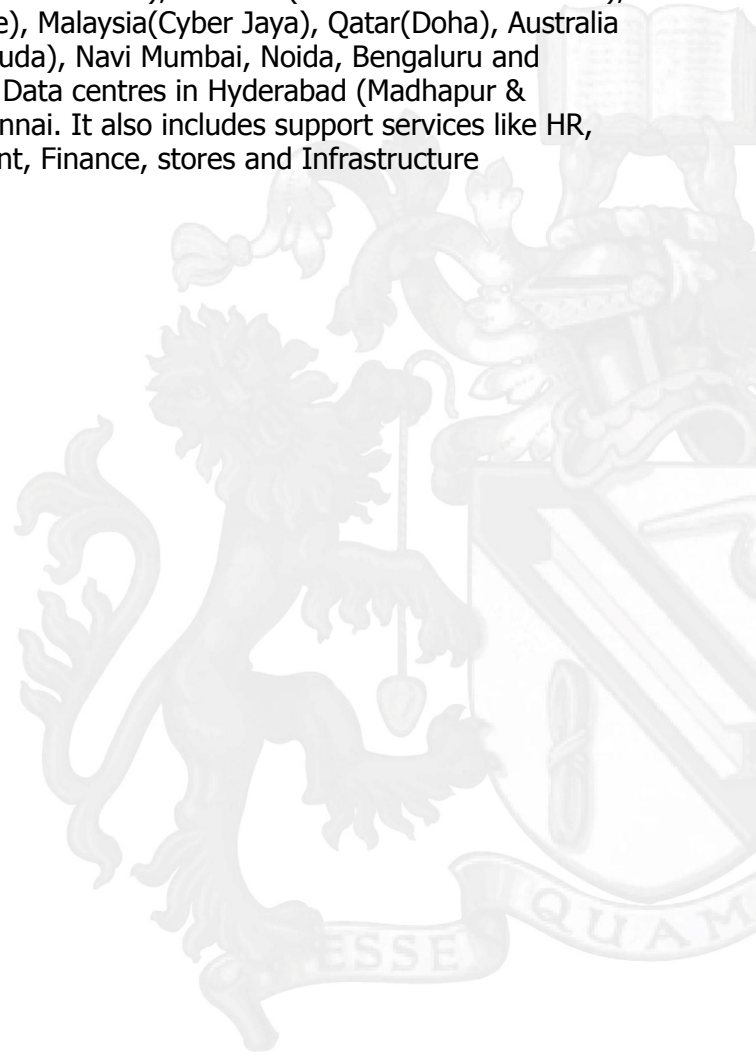 e), Malaysia(Cyber Jaya), Qatar(Doha), Australia
uda), Navi Mumbai, Noida, Bengaluru and
Data centres in Hyderabad (Madhapur &
nnai. It also includes support services like HR,
nt, Finance, stores and Infrastructure
ESSE QUAM